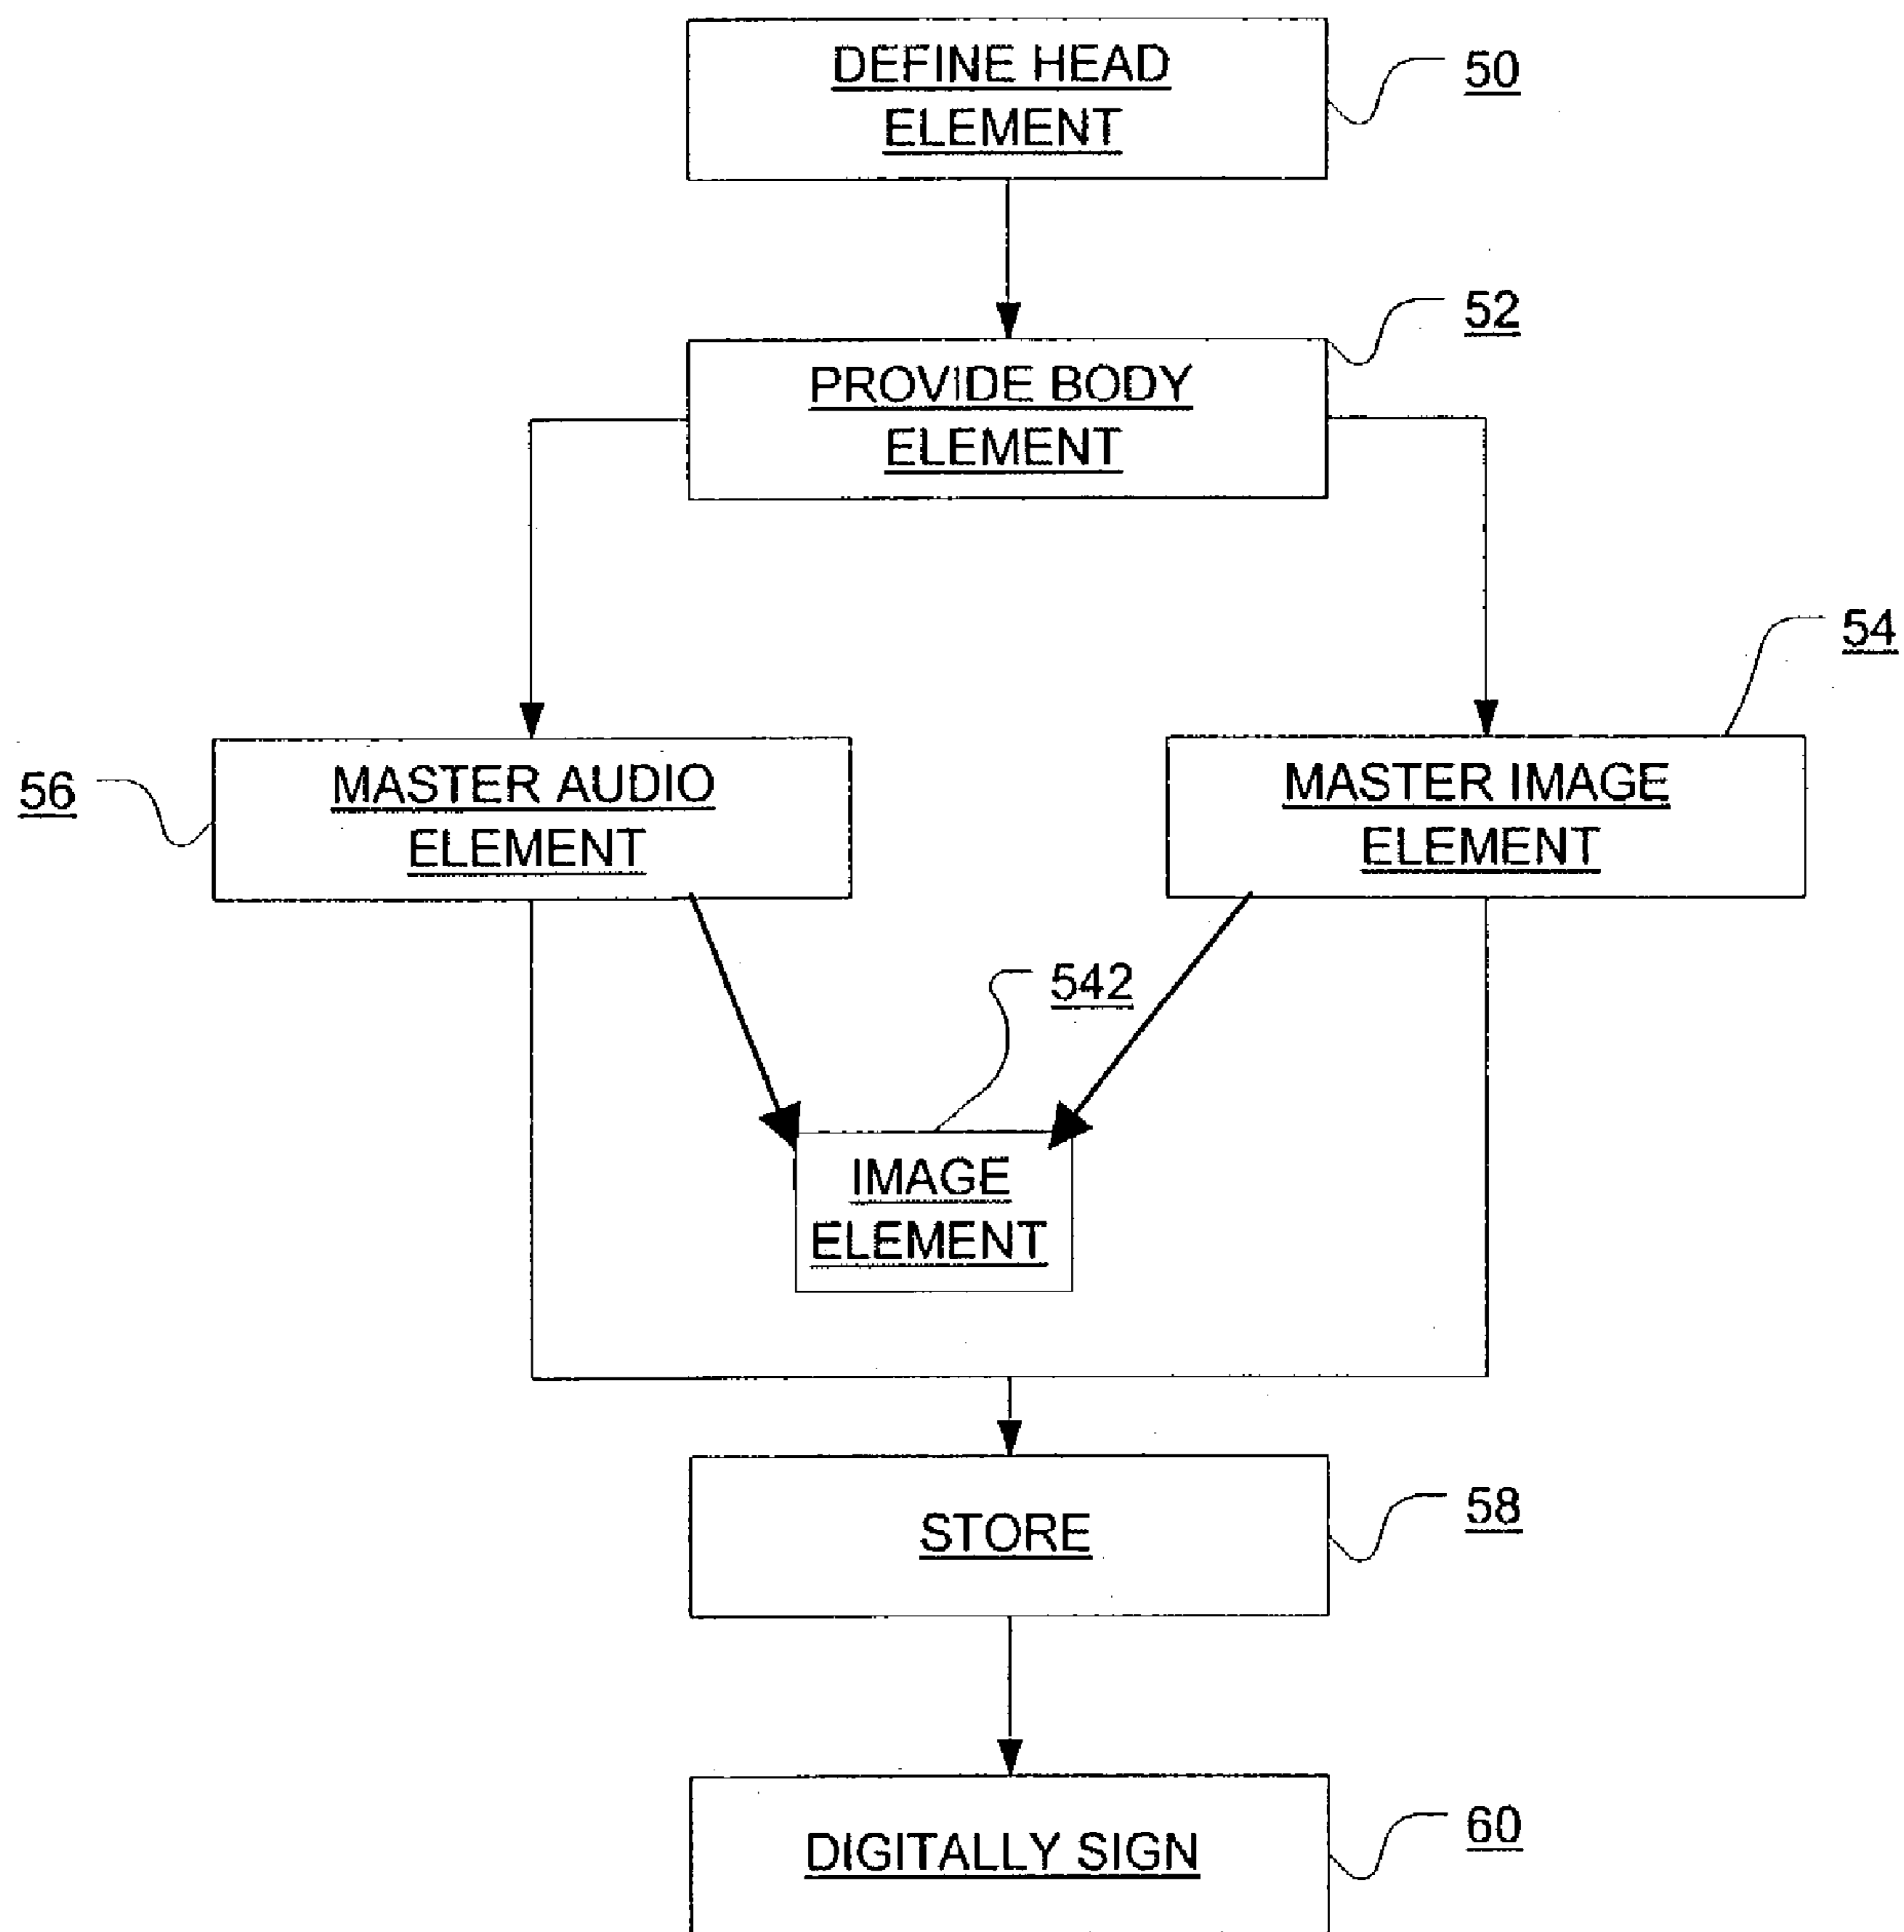 DEFINE HEAD
ELEMENT
50
52
PROVIDE BODY
ELEMENT
54
56
MASTER AUDIO
ELEMENT
MASTER IMAGE
ELEMENT
542
IMAGE
ELEMENT
58
STORE
60
DIGITALLY SIGN